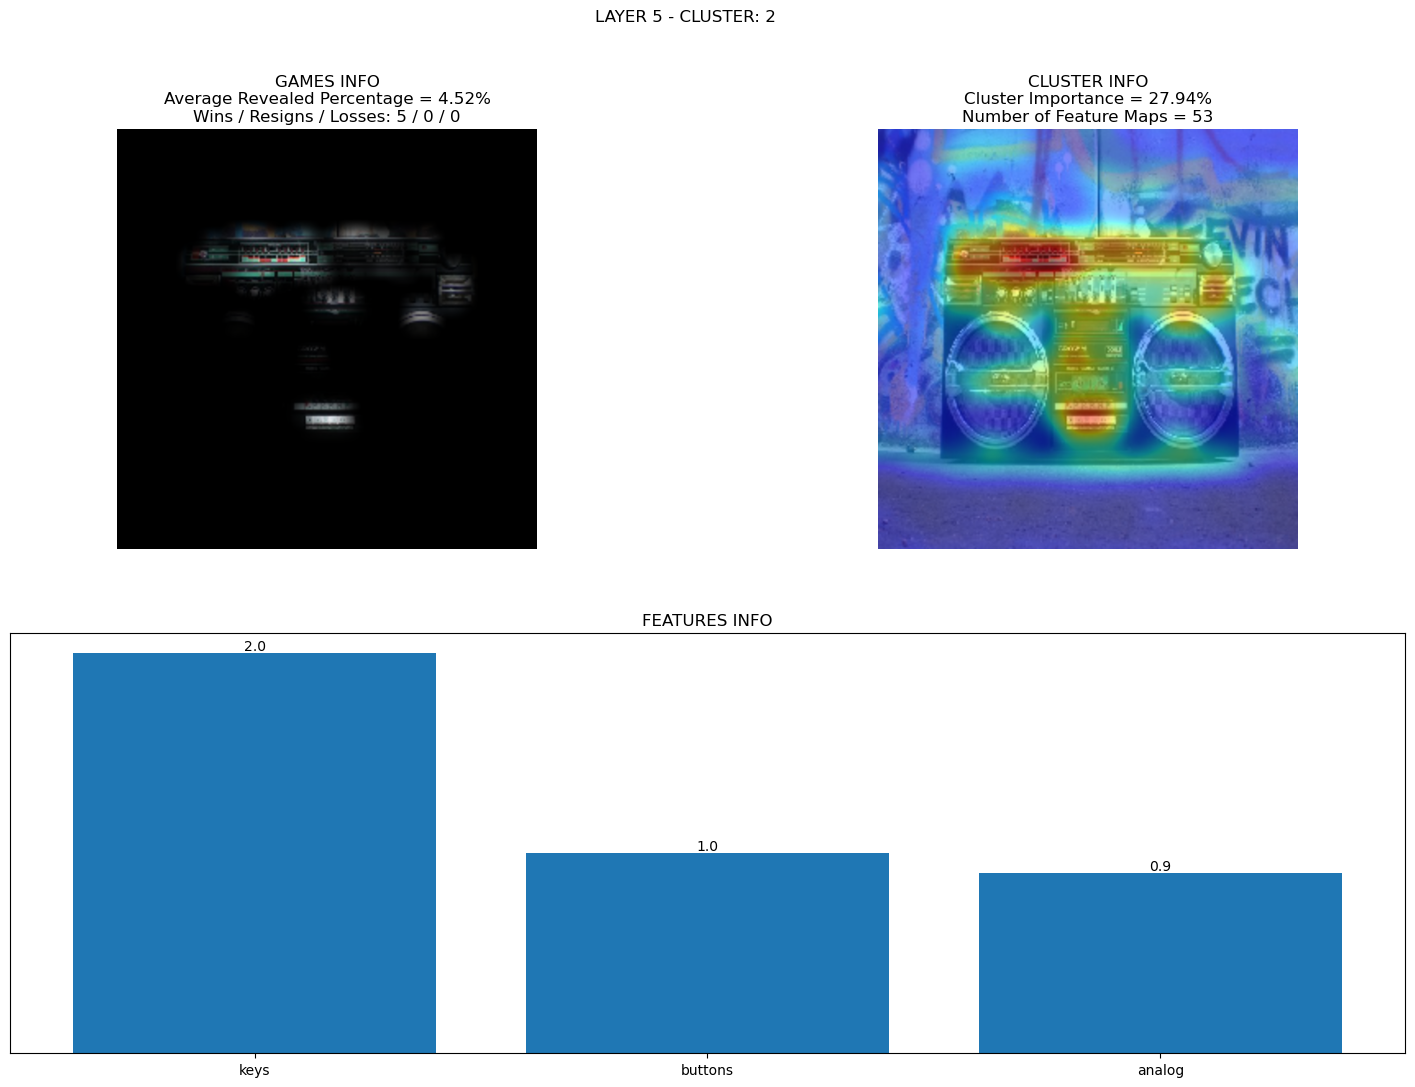 LAYER 5 - CLUSTER: 2
GAMES INFO
Average Revealed Percentage = 4.52%
Wins / Resigns / Losses: 5 / 0 / 0
CLUSTER INFO
Cluster Importance = 27.94%
Number of Feature Maps = 53
EVIN
ECH
FEATURES INFO
2.0
1.0
0.9
keys
buttons
analog